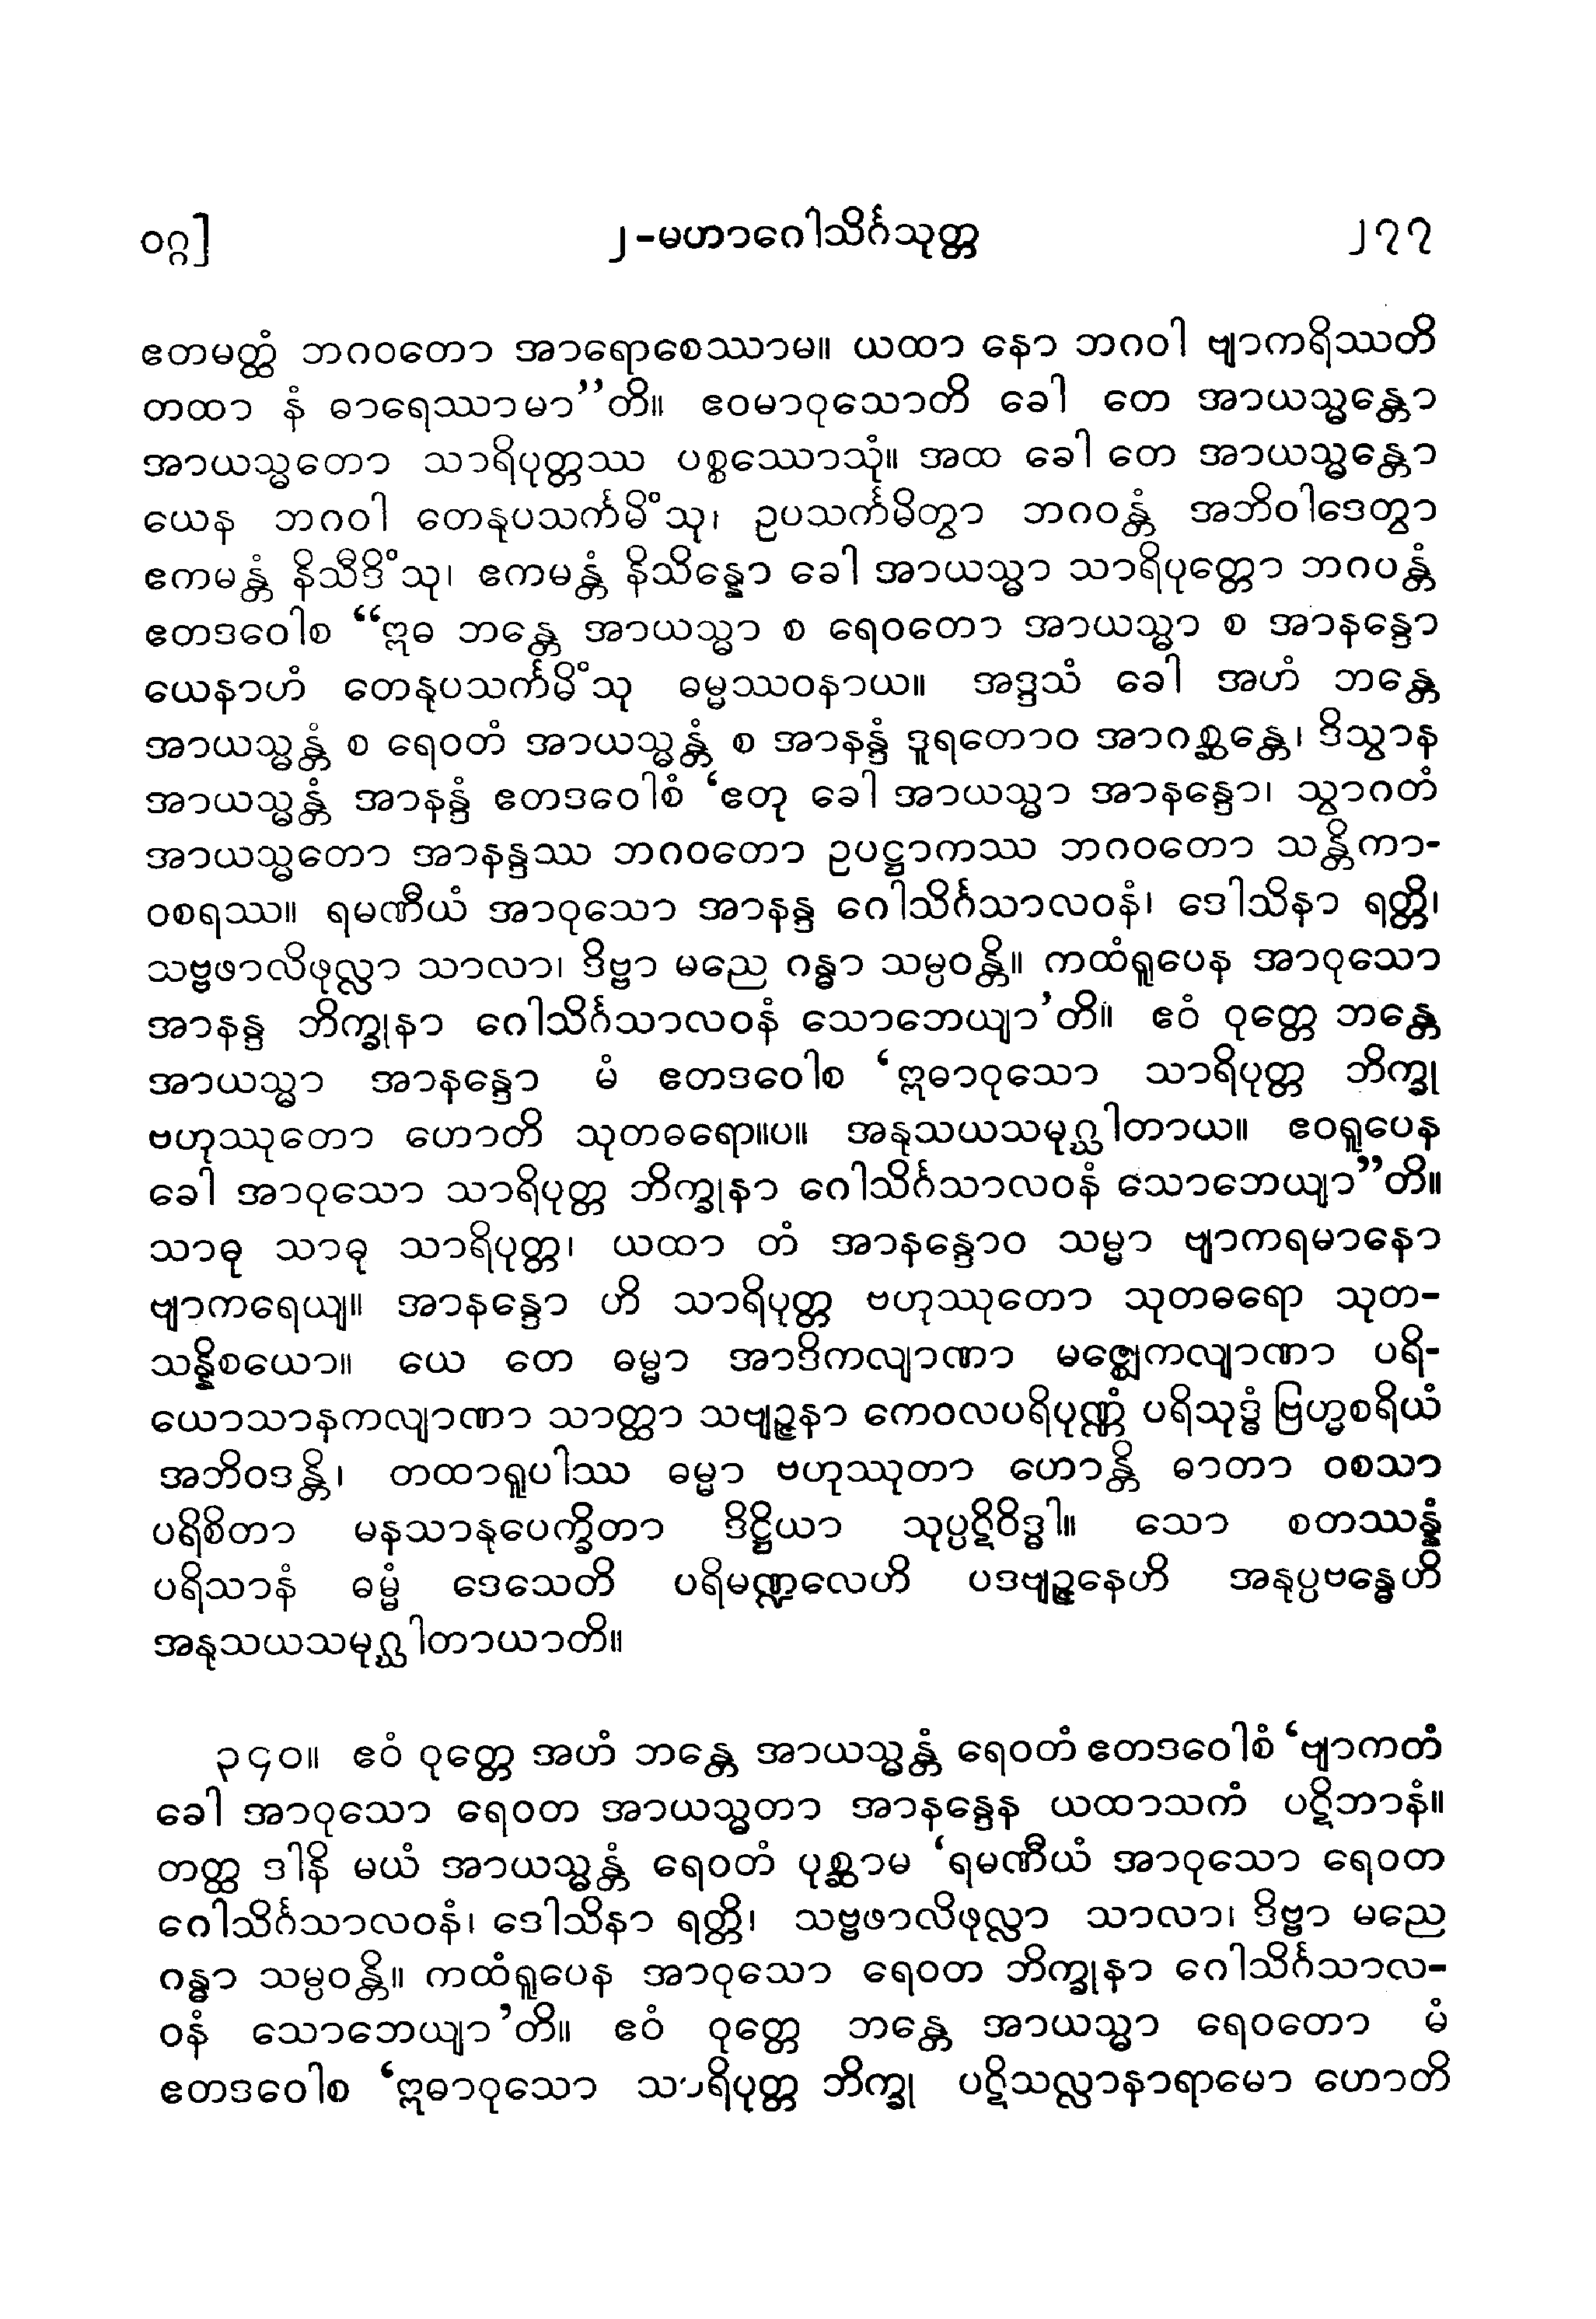 ဝဂ္ဂ]
၂-မဟာဂေါသိင်္ဂသုတ္တ
၂၇၇
ဧတမတ္ထံ ဘဂဝတော အာရောစေဿာမ။ ယထာ နော ဘဂဝါ ဗျာကရိဿတိ
တထာ နံ ဓာရေဿာမာ”တိ။ ဧဝမာဝုသောတိ ခေါ တေ အာယသ္မန္တော
အာယသ္မတော သာရိပုတ္တဿ ပစ္စဿောသုံ။ အထ ခေါ တေ အာယသ္မန္တော
ယေန ဘဂဝါ တေနုပသင်္ကမိံသု၊ ဥပသင်္ကမိတွာ ဘဂဝန္တံ အဘိဝါဒေတွာ
ဧကမန္တံ နိသီဒိံသု၊ ဧကမန္တံ နိသိန္နော ခေါ အာယသ္မာ သာရိပုတ္တော ဘဂပန္တံ
ဧတဒဝေါစ “ဣဓ ဘန္တေ အာယသ္မာ စ ရေဝတော အာယသ္မာ စ အာနန္ဒော
ယေနာဟံ တေနုပသင်္ကမိံသု ဓမ္မဿဝနာယ။ အဒ္ဒသံ ခေါ အဟံ ဘန္တေ
အာယသ္မန္တံ စ ရေဝတံ အာယသ္မန္တံ စ အာနန္ဒံ ဒူရတောဝ အာဂစ္ဆန္တေ၊ ဒိသွာန
အာယသ္မန္တံ အာနန္ဒံ ဧတဒဝေါစံ ‘ဧတု ခေါ အာယသ္မာ အာနန္ဒော၊ သွာဂတံ
အာယသ္မတော အာနန္ဒဿ ဘဂဝတော ဥပဋ္ဌာကဿ ဘဂဝတော သန္တိကာ-
ဝစရဿ။ ရမဏီယံ အာဝုသော အာနန္ဒ ဂေါသိင်္ဂသာလဝနံ၊ ဒေါသိနာ ရတ္တိ၊
သဗ္ဗဖာလိဖုလ္လာ သာလာ၊ ဒိဗ္ဗာ မညေ ဂန္ဓာ သမ္ပဝန္တိ။ ကထံရူပေန အာဝုသော
အာနန္ဒ ဘိက္ခုနာ ဂေါသိင်္ဂသာလဝနံ သောဘေယျာ’တိ။ ဧဝံ ဝုတ္တေ ဘန္တေ
အာယသ္မာ အာနန္ဒော မံ ဧတဒဝေါစ ‘ဣဓာဝုသော သာရိပုတ္တ ဘိက္ခု
ဗဟုဿုတော ဟောတိ သုတဓရော။ပ။ အနုသယသမုဂ္ဃါတာယ။ ဧဝရူပေန
ခေါ အာဝုသော သာရိပုတ္တ ဘိက္ခုနာ ဂေါသိင်္ဂသာလဝနံ သောဘေယျာ”တိ။
သာဓု သာဓု သာရိပုတ္တ၊ ယထာ တံ အာနန္ဒောဝ သမ္မာ ဗျာကရမာနော
ဗျာကရေယျ။ အာနန္ဒော ဟိ သာရိပုတ္တ ဗဟုဿုတော သုတဓရော သုတ-
သန္နိစယော။ ယေ တေ ဓမ္မာ အာဒိကလျာဏာ မဇ္ဈေကလျာဏာ ပရိ-
ယောသာနကလျာဏာ သာတ္ထာ သဗျဉ္ဇနာ ကေဝလပရိပုဏ္ဏံ ပရိသုဒ္ဓံ ဗြဟ္မစရိယံ
အဘိဝဒန္တိ၊ တထာရူပါဿ ဓမ္မာ ဗဟုဿုတာ ဟောန္တိ ဓာတာ ဝစသာ
ပရိစိတာ မနသာနုပေက္ခိတာ ဒိဋ္ဌိယာ သုပ္ပဋိဝိဒ္ဓါ။ သော စတဿန္နံ
ပရိသာနံ ဓမ္မံ ဒေသေတိ ပရိမဏ္ဍလေဟိ ပဒဗျဉ္ဇနေဟိ အနုပ္ပဗန္ဓေဟိ
အနုသယသမုဂ္ဃါတာယာတိ။
၃၄၀။ ဧဝံ ဝုတ္တေ အဟံ ဘန္တေ အာယသ္မန္တံ ရေဝတံ ဧတဒဝေါစံ ‘ဗျာကတံ
ခေါ အာဝုသော ရေဝတ အာယသ္မတာ အာနန္ဒေန ယထာသကံ ပဋိဘာနံ။
တတ္ထ ဒါနိ မယံ အာယသ္မန္တံ ရေဝတံ ပုစ္ဆာမ ‘ရမဏီယံ အာဝုသော ရေဝတ
ဂေါသိင်္ဂသာလဝနံ၊ ဒေါသိနာ ရတ္တိ၊ သဗ္ဗဖာလိဖုလ္လာ သာလာ၊ ဒိဗ္ဗာ မညေ
ဂန္ဓာ သမ္ပဝန္တိ။ ကထံရူပေန အာဝုသော ရေဝတ ဘိက္ခုနာ ဂေါသိင်္ဂသာလ-
ဝနံ သောဘေယျာ’တိ။ ဧဝံ ဝုတ္တေ ဘန္တေ အာယသ္မာ ရေဝတော မံ
ဧတဒဝေါစ ‘ဣဓာဝုသော သာရိပုတ္တ ဘိက္ခု ပဋိသလ္လာနာရာမော ဟောတိ